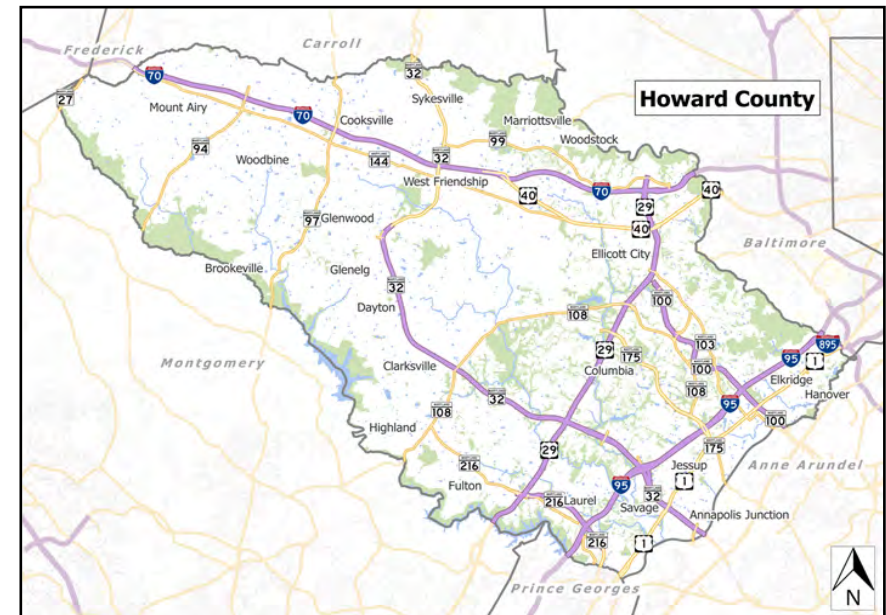 Frederick
Carroll
Howard County
70
32
27
Mount Airy
Sykesville
70
Cooksville
Marriottsville
99
Woodstock
94
Woodbine
144
32
West Friendship
70
40
40
29
97
Glenwood
40
Baltimore
Ellicott City
Brookeville
Glenelg
32
100
Dayton
108
895
29
175
103
95
1
Montgomery
Clarksville
Columbia
100
Elkridge
32
108
Hanover
108
95
100
Highland
29
175
216
Jessup
Anne Arundel
Fulton
95
1
216
Laurel
32
Savage
Annapolis Junction
216
1
Prince Georges
N